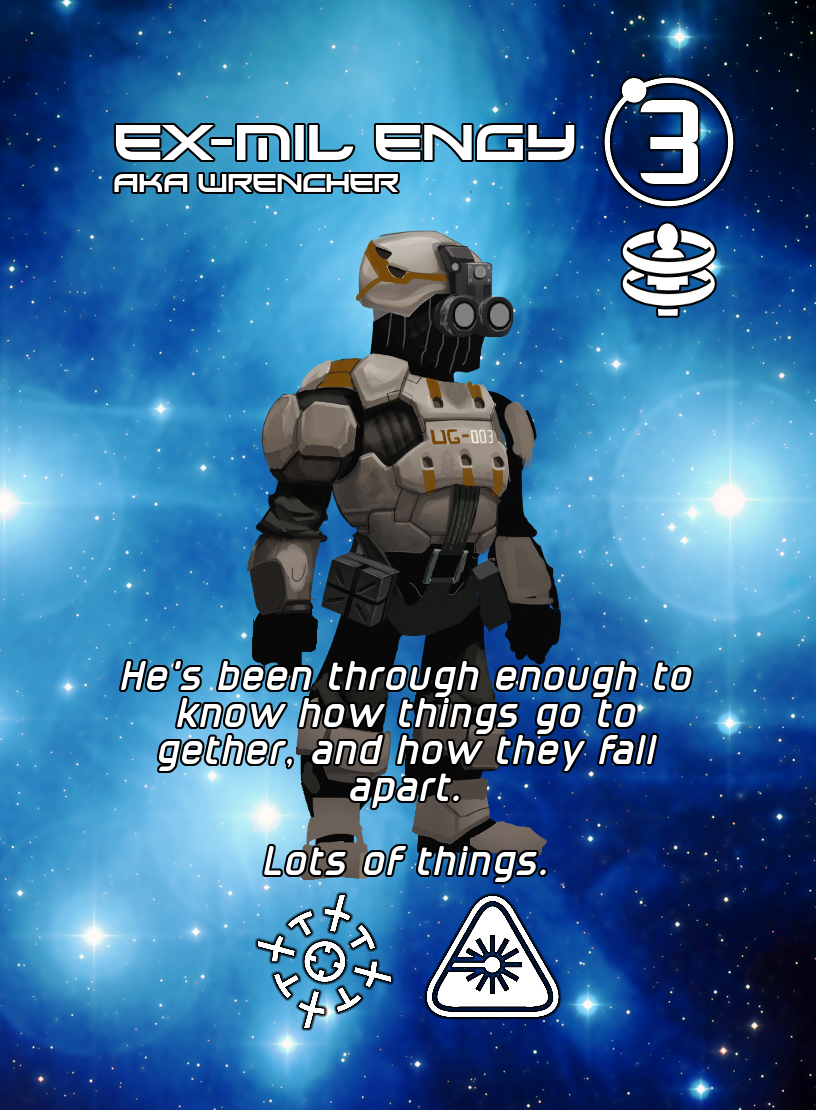 EX-MIL ENGY
3
AKA WRENCHER
UG-003
He's been through enough to
know how things go to
gether, and how they fall
apart.
Lots of things.